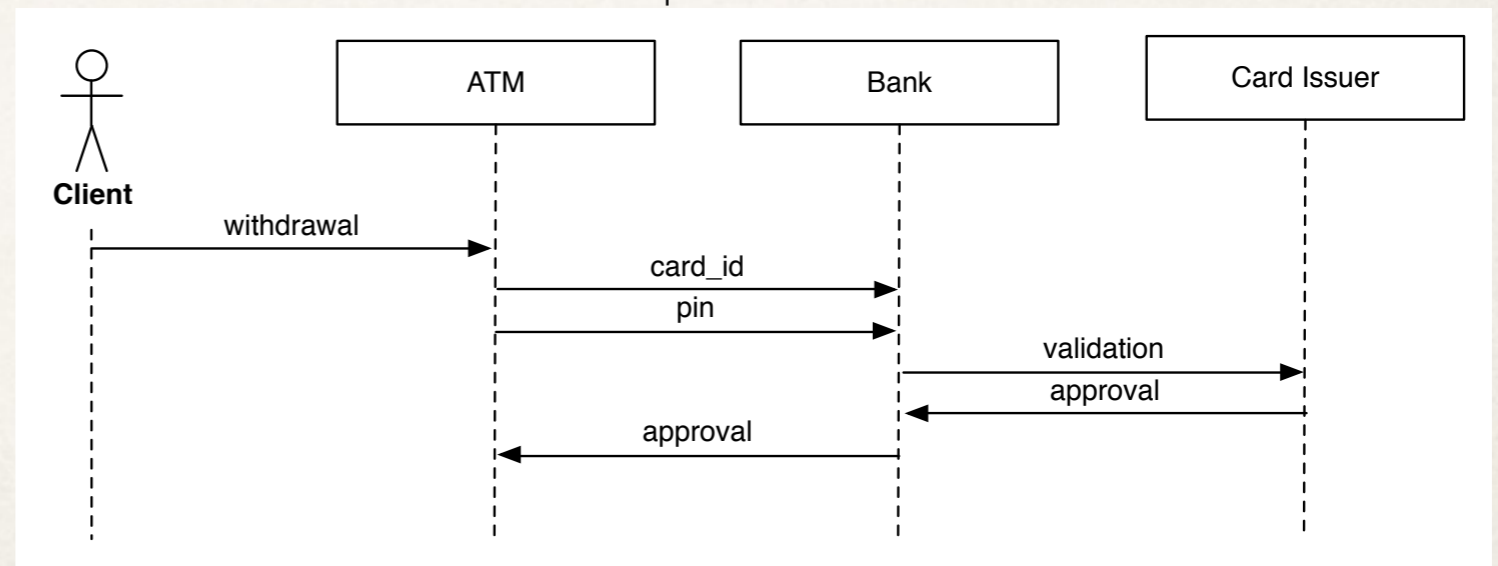 ATM
Bank
Card Issuer
Client
withdrawal
card_id
pin
validation
approval
approval